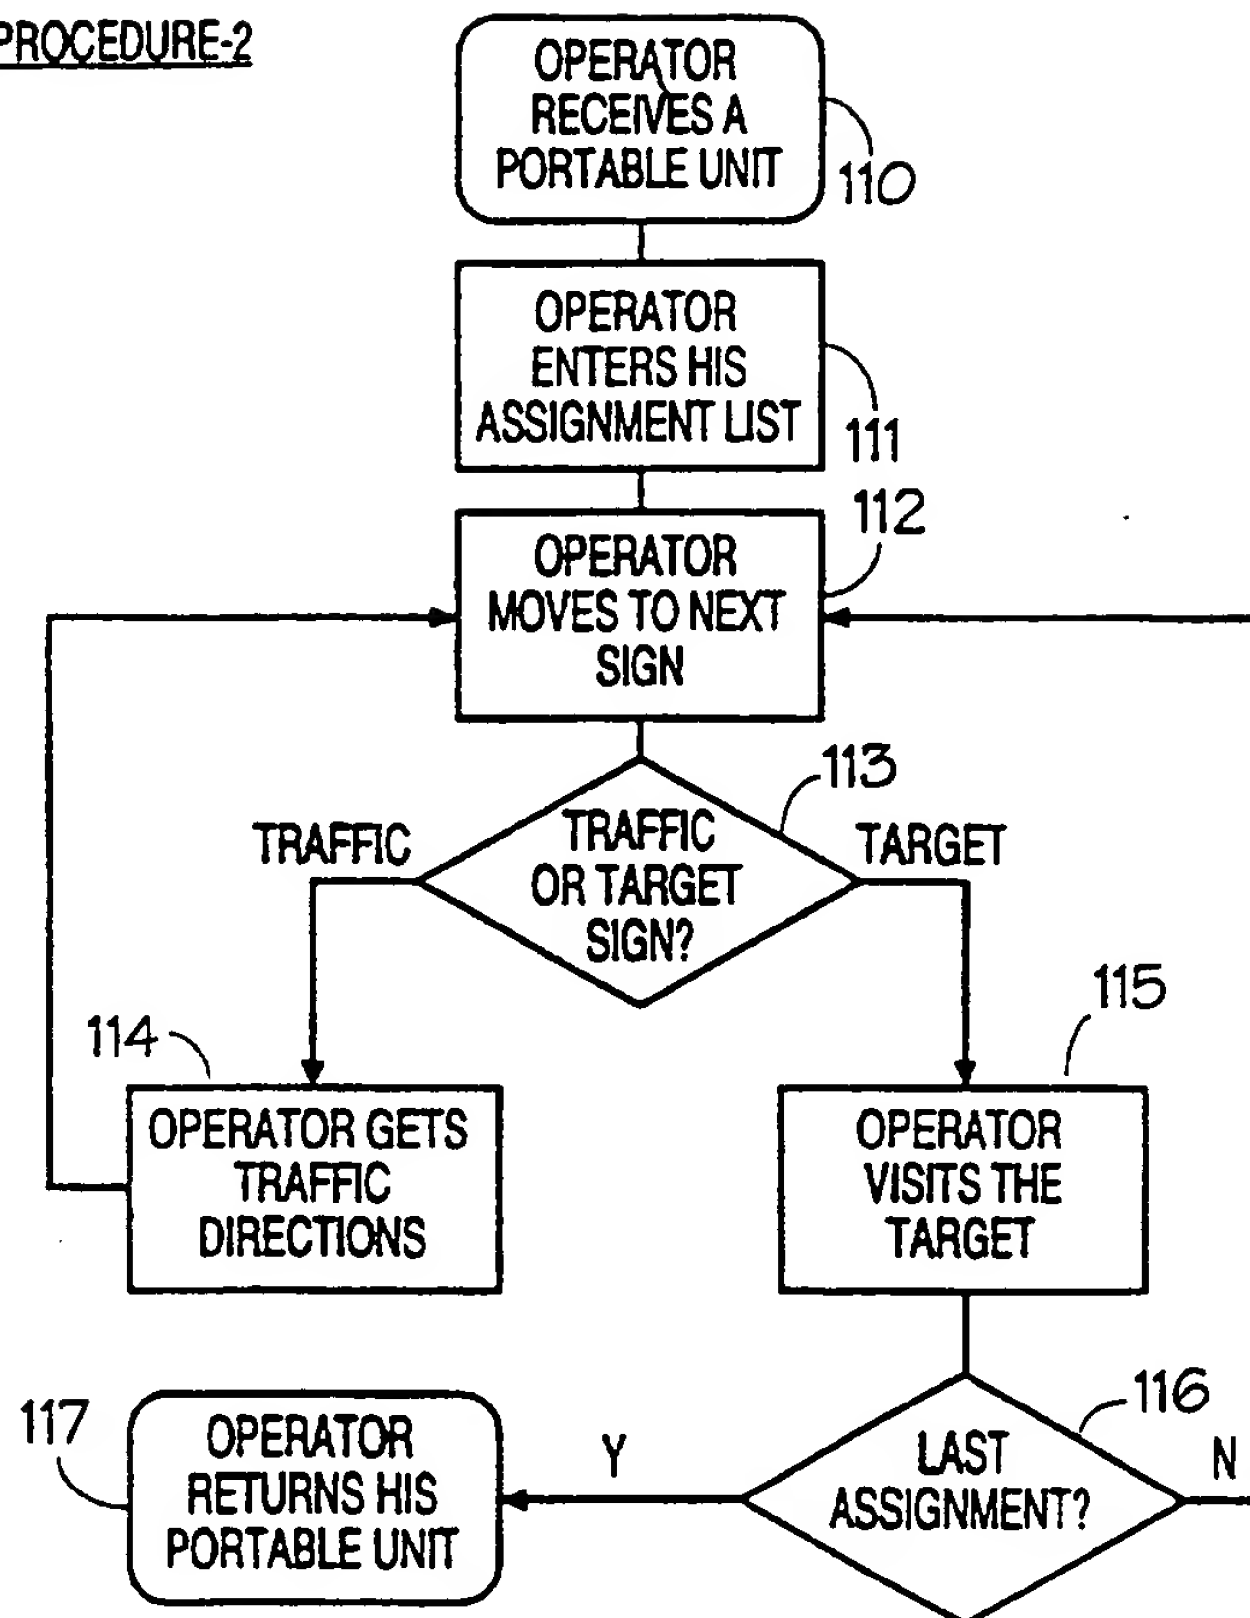 PROCEDURE-2
OPERATOR
RECEIVES A
PORTABLE UNIT
110
OPERATOR
ENTERS HIS
ASSIGNMENT LIST
111
112
OPERATOR
MOVES TO NEXT
SIGN
113
TRAFFIC
TRAFFIC
OR TARGET
SIGN?
TARGET
114
115
OPERATOR GETS
TRAFFIC
DIRECTIONS
OPERATOR
VISITS THE
TARGET
116
117
OPERATOR
RETURNS HIS
PORTABLE UNIT
Y
LAST
ASSIGNMENT?
N